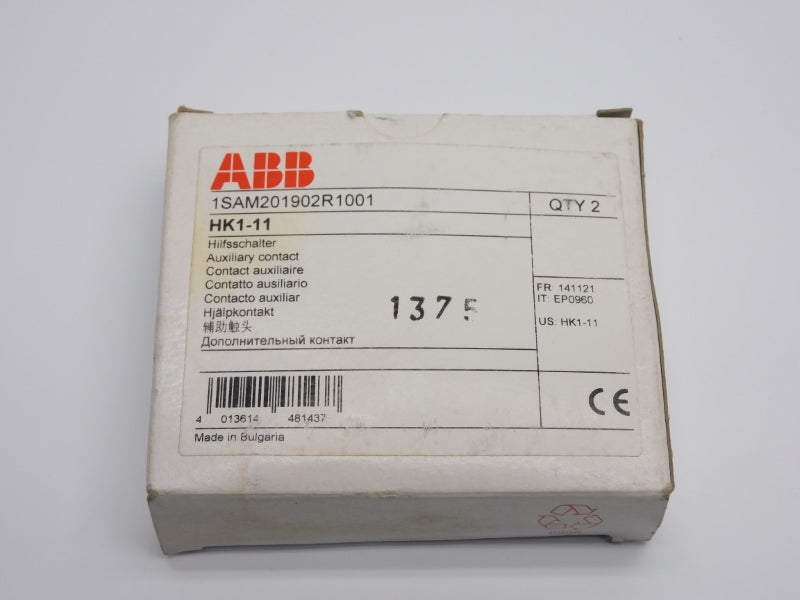 ABB
1SAM201902R1001
QTY 2
HK1-11
Hilfsschalter
Auxiliary contact
Contact auxiliaire
Contatto ausiliario
Contacto auxiliar
Hjälpkontakt
辅助触头
Дополнительный контакт
1375
FR: 141121
IT: EP0960
US: HK1-11
4 013614 481437
CE
Made in Bulgaria